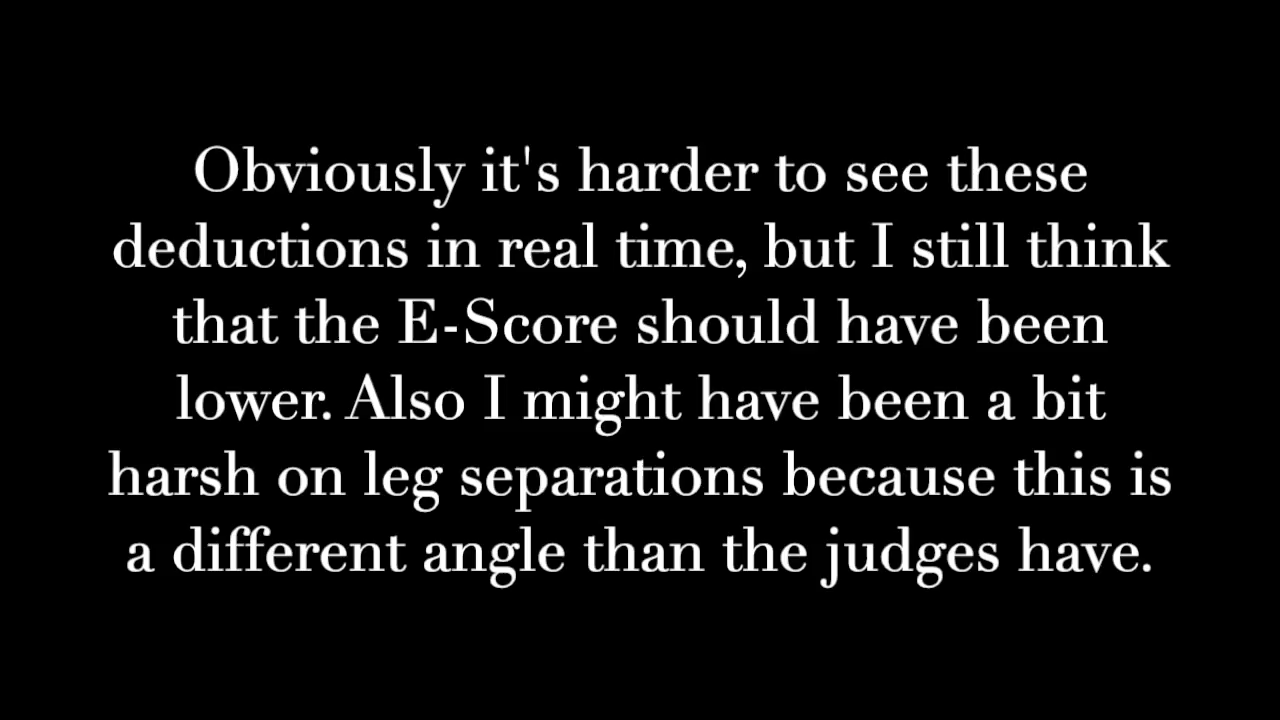 Obviously it's harder to see these
deductions in real time, but I still think
that the E-Score should have been
lower. Also I might have been a bit
harsh on leg separations because this is
a different angle than the judges have.